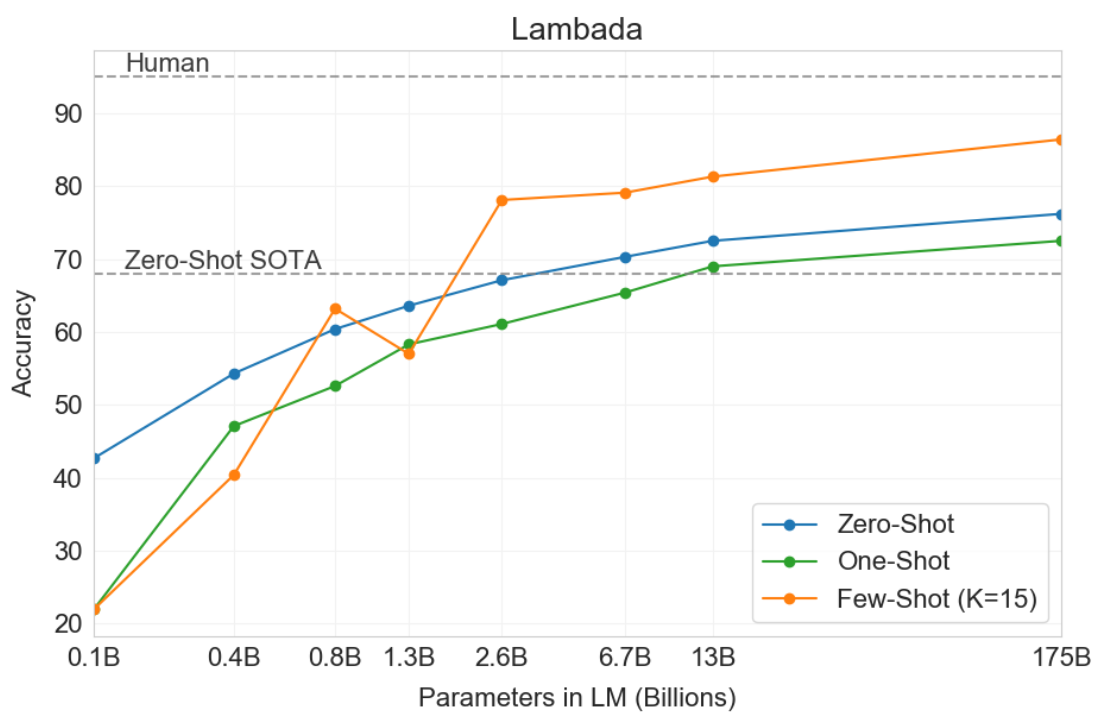 Lambada
Human
90
80
70
Zero-Shot SOTA
60
50
40
30
20
Accuracy
Zero-Shot
One-Shot
Few-Shot (K=15)
0.1B 0.4B 0.8B 1.3B 2.6B 6.7B 13B 175B
Parameters in LM (Billions)